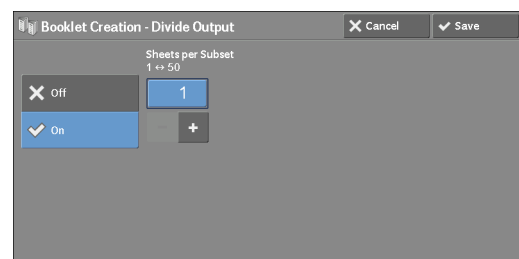 Booklet Creation - Divide Output
Cancel
Save
Sheets per Subset
1 ↔ 50
Off
1
On
+